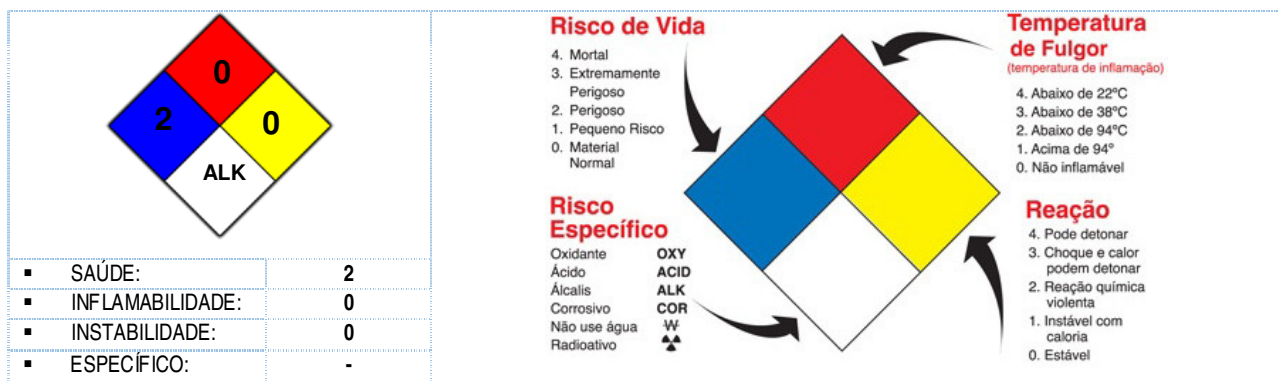 0
2
0
ALK
SAÚDE: 2
INFLAMABILIDADE: 0
INSTABILIDADE: 0
ESPECÍFICO: -
Risco de Vida
4. Mortal
3. Extremamente
Perigoso
2. Perigoso
1. Pequeno Risco
0. Material
Normal
Temperatura
de Fulgor
(temperatura de inflamação)
4. Abaixo de 22ºC
3. Abaixo de 38ºC
2. Abaixo de 94ºC
1. Acima de 94º
0. Não inflamável
Risco
Específico
Oxidante OXY
Ácido ACID
Álcalis ALK
Corrosivo COR
Não use água W
Radioativo
Reação
4. Pode detonar
3. Choque e calor
podem detonar
2. Reação química
violenta
1. Instável com
caloria
0. Estável